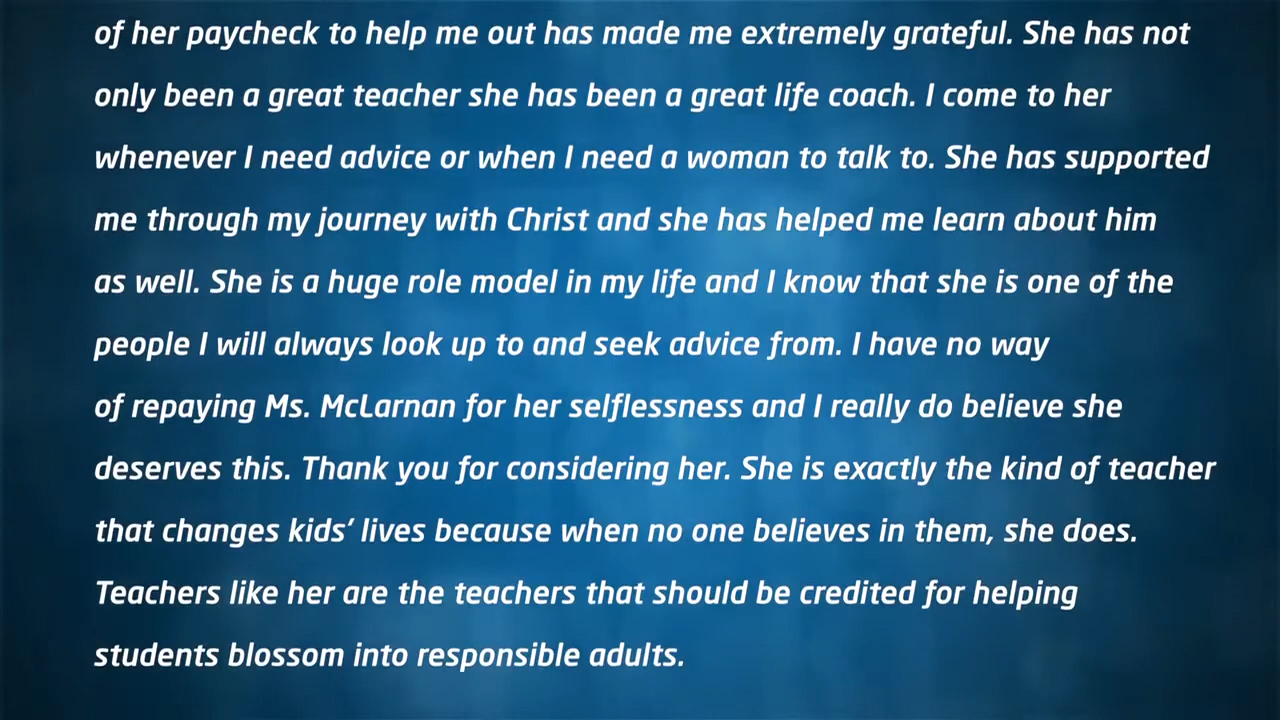 of her paycheck to help me out has made me extremely grateful. She has not
only been a great teacher she has been a great life coach. I come to her
whenever I need advice or when I need a woman to talk to. She has supported
me through my journey with Christ and she has helped me learn about him
as well. She is a huge role model in my life and I know that she is one of the
people I will always look up to and seek advice from. I have no way
of repaying Ms. McLarnan for her selflessness and I really do believe she
deserves this. Thank you for considering her. She is exactly the kind of teacher
that changes kids’ lives because when no one believes in them, she does.
Teachers like her are the teachers that should be credited for helping
students blossom into responsible adults.